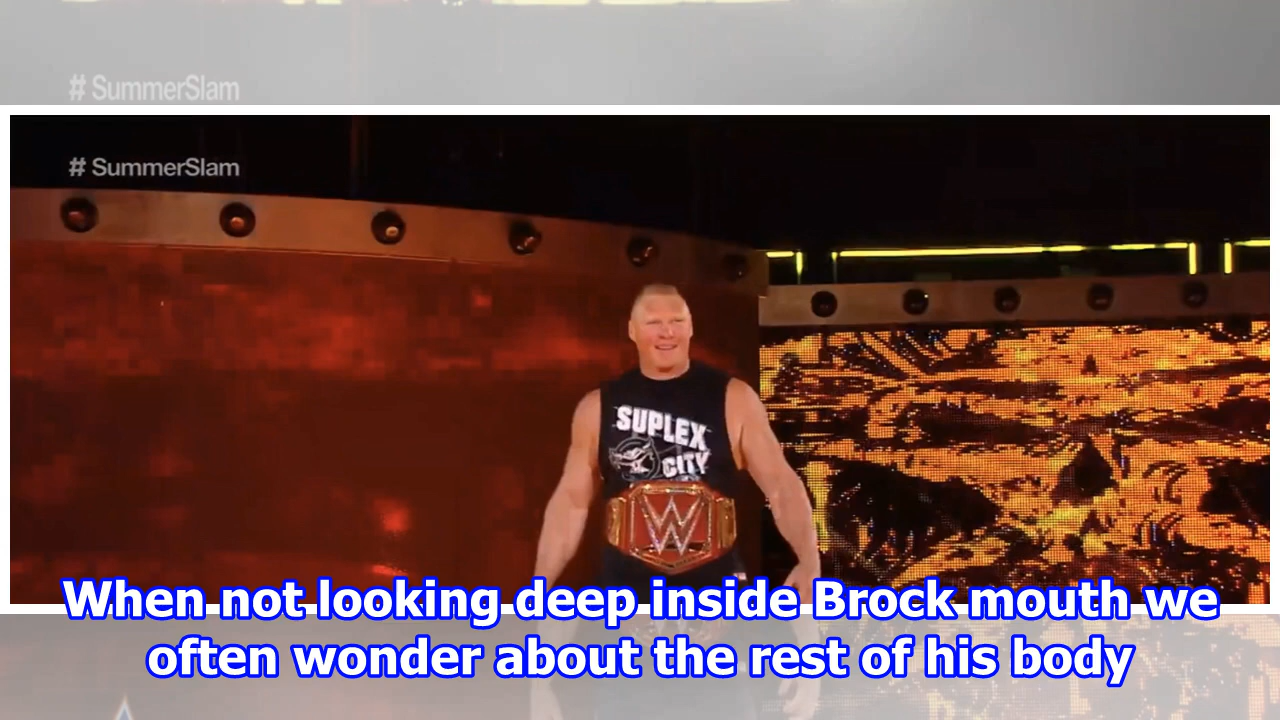 # SummerSlam
# SummerSlam
SUPLEX
CITY
W
When not looking deep inside Brock mouth we
often wonder about the rest of his body